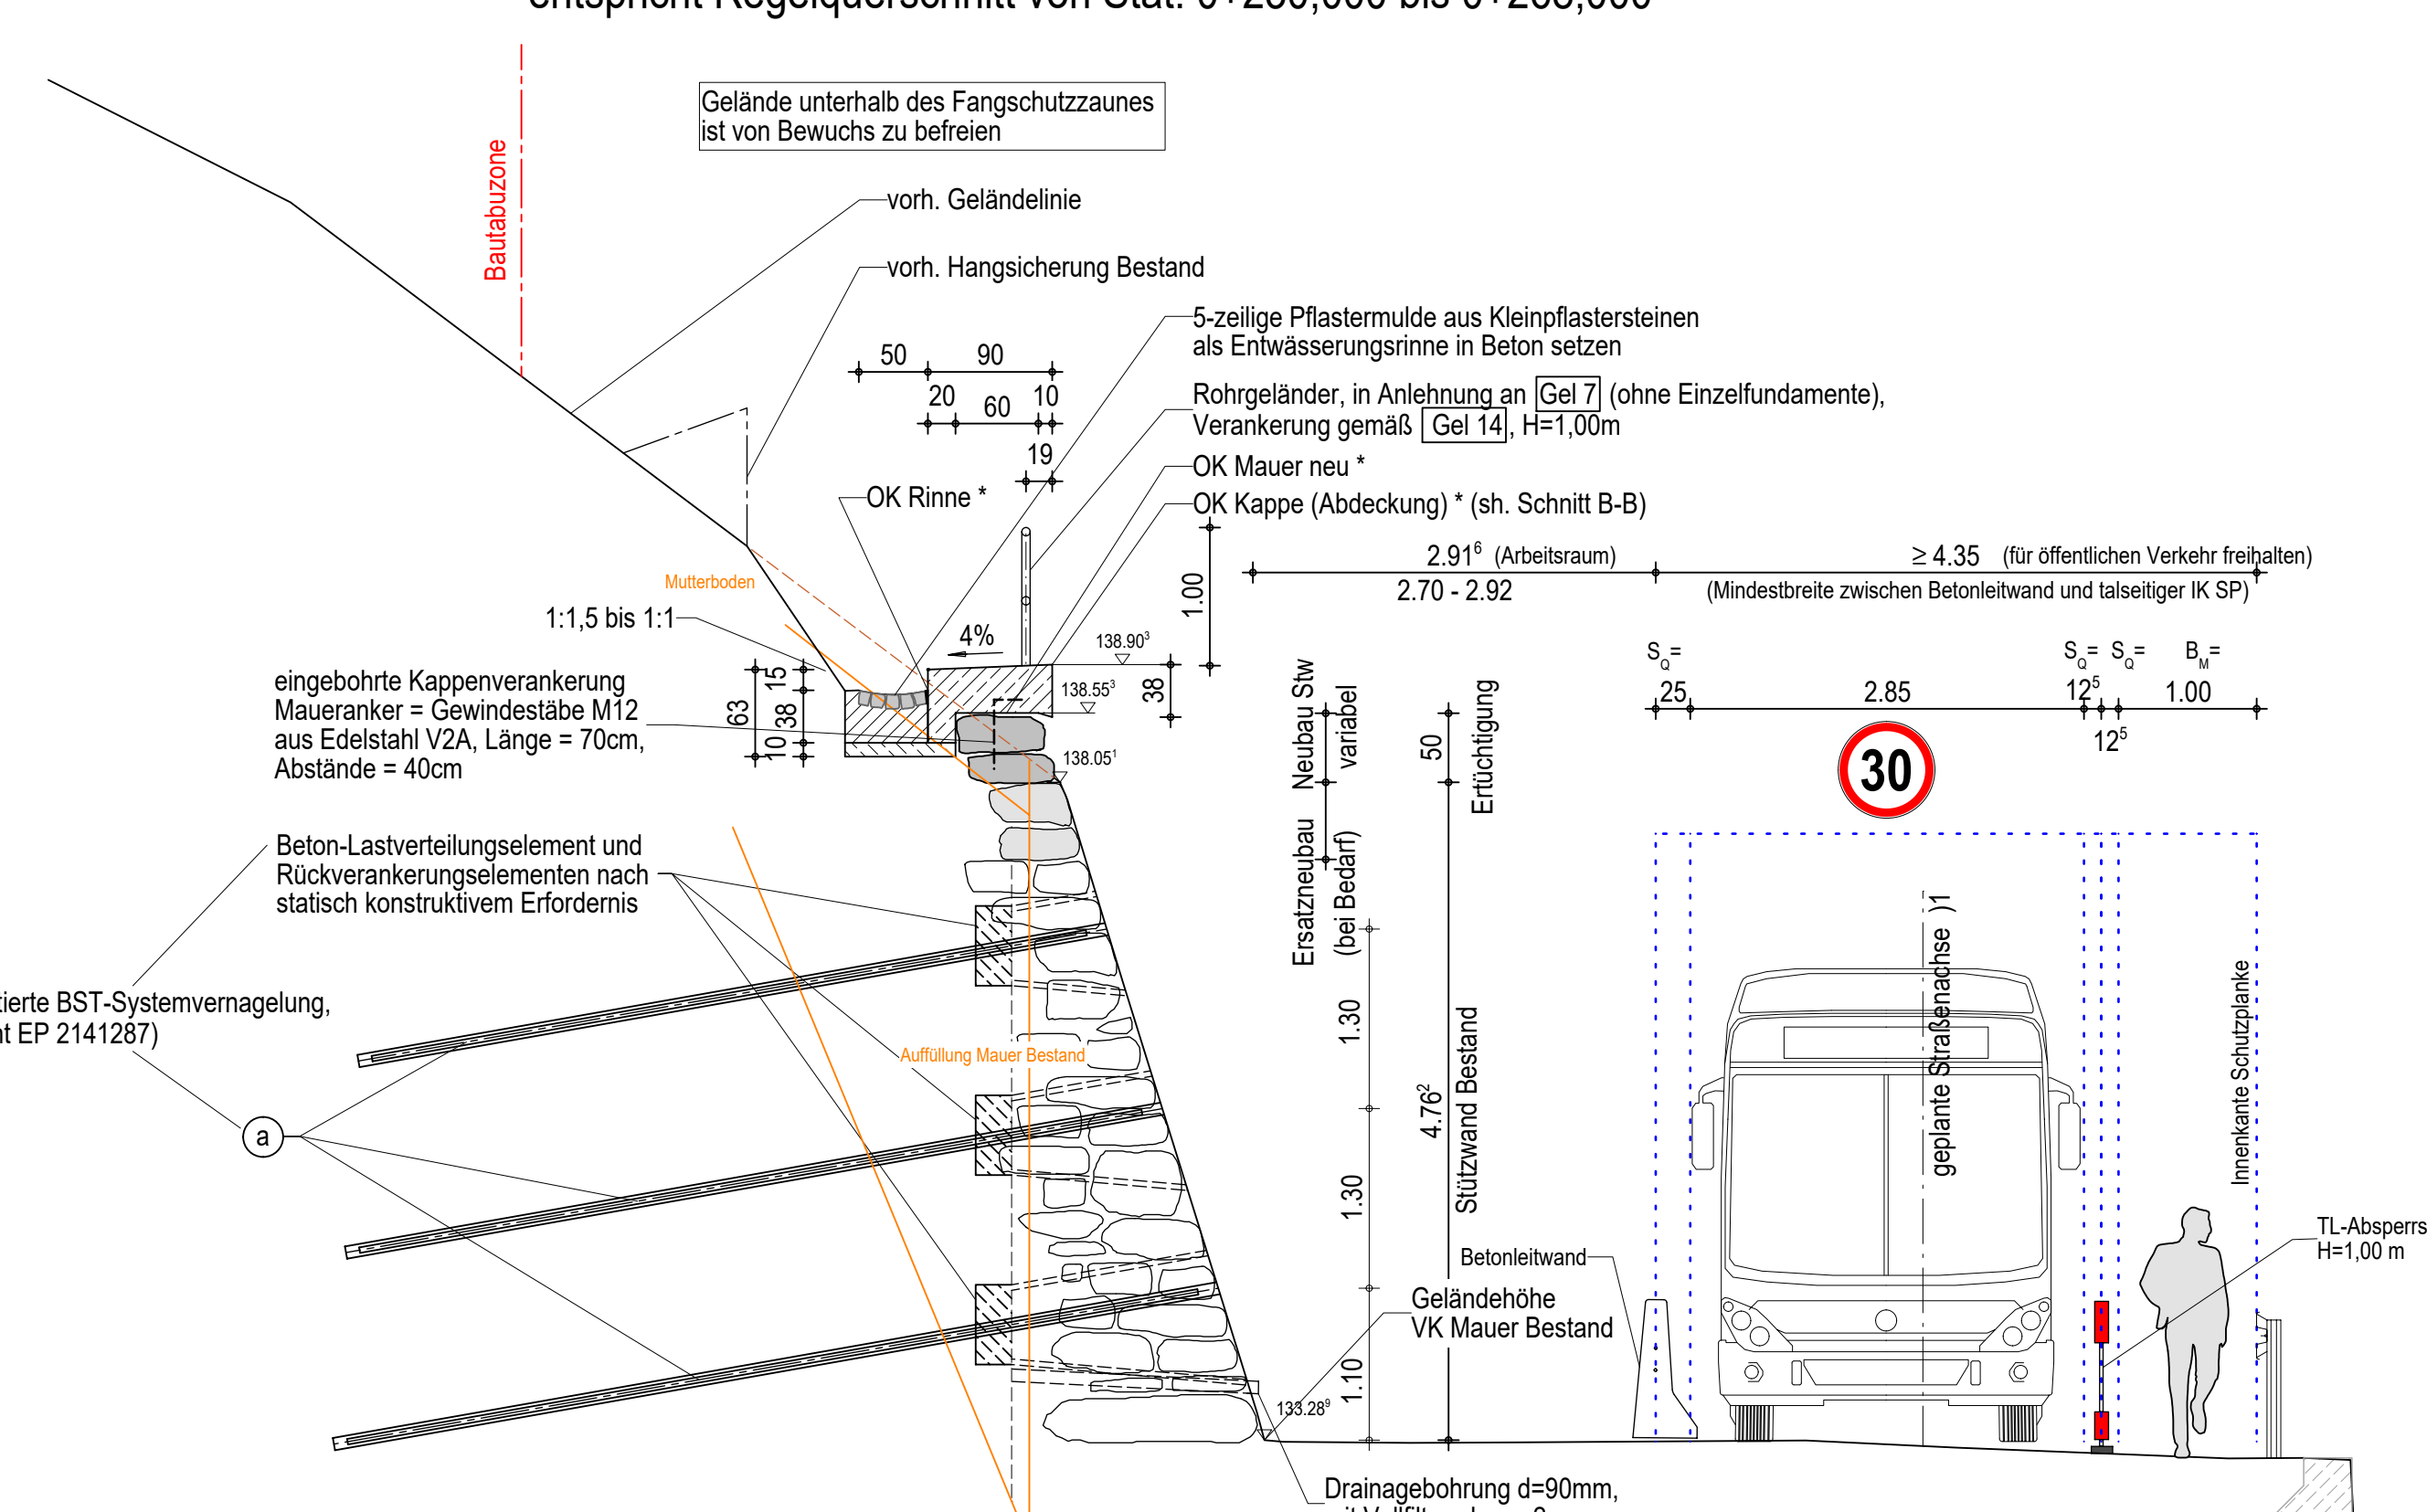 entspricht Regelquerschnitt von Stat.
Bautabuzone
Gelände unterhalb des Fangschutzzaunes
ist von Bewuchs zu befreien
vorh. Geländelinie
vorh. Hangsicherung Bestand
5-zeilige Pflastermulde aus Kleinpflastersteinen
als Entwässerungsrinne in Beton setzen
50 90
20 60 10
19
Rohrgeländer, in Anlehnung an Gel 7 (ohne Einzelfundamente),
Verankerung gemäß Gel 14, H=1,00m
OK Mauer neu *
OK Rinne *
OK Kappe (Abdeckung) * (sh. Schnitt B-B)
2.91⁶ (Arbeitsraum)
2.70 - 2.92
≥ 4.35 (für öffentlichen Verkehr freihalten)
(Mindestbreite zwischen Betonleitwand und talseitiger IK SP)
1.00
Mutterboden
1:1,5 bis 1:1
4%
138.90³
138.55³
38
138.05¹
63
15
38
10
eingebohrte Kappenverankerung
Maueranker = Gewindestäbe M12
aus Edelstahl V2A, Länge = 70cm,
Abstände = 40cm
Neubau Stw
variabel
50
Ertüchtigung
S_Q=
25
2.85
S_Q=
12⁵
S_Q=
12⁵
B_M=
1.00
30
Beton-Lastverteilungselement und
Rückverankerungselementen nach
statisch konstruktivem Erfordernis
Ersatzneubau
(bei Bedarf)
1.30
1.30
1.10
4.76²
Stützwand Bestand
geplante Straßenachse )1
Innenkante Schutzplanke
tierte BST-Systemvernagelung,
EP 2141287)
a
Auffüllung Mauer Bestand
Betonleitwand
TL-Absperrs
H=1,00 m
Geländehöhe
VK Mauer Bestand
133.28⁹
Drainagebohrung d=90mm,